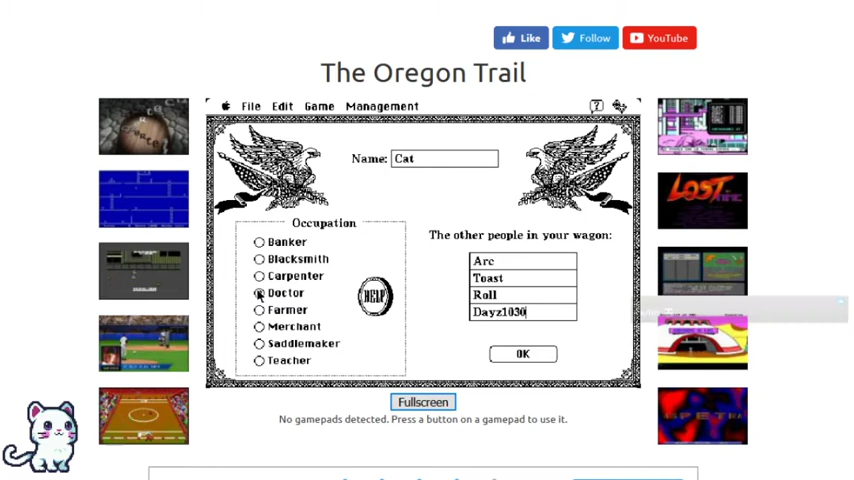 Like
Follow
YouTube
The Oregon Trail
File Edit Game Management
?
Name: Cat
Occupation
Banker
Blacksmith
Carpenter
Doctor
Farmer
Merchant
Saddlemaker
Teacher
HELP
The other people in your wagon:
Arc
Toast
Roll
Dayz1030
OK
LOST
Fullscreen
No gamepads detected. Press a button on a gamepad to use it.